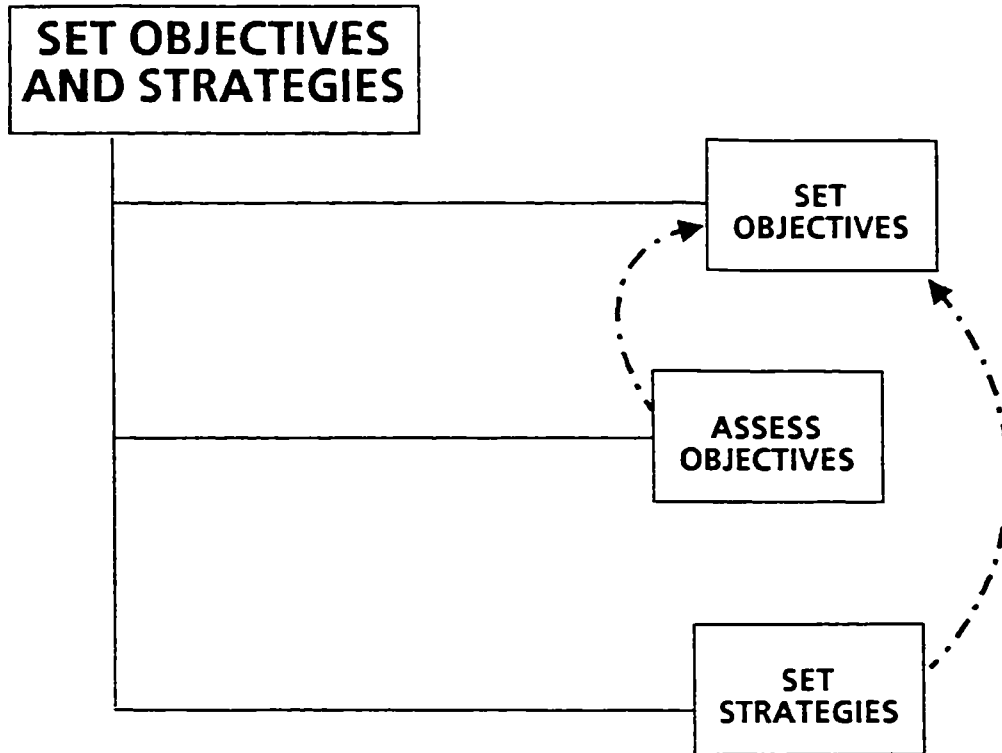 SET OBJECTIVES
AND STRATEGIES
SET
OBJECTIVES
ASSESS
OBJECTIVES
SET
STRATEGIES